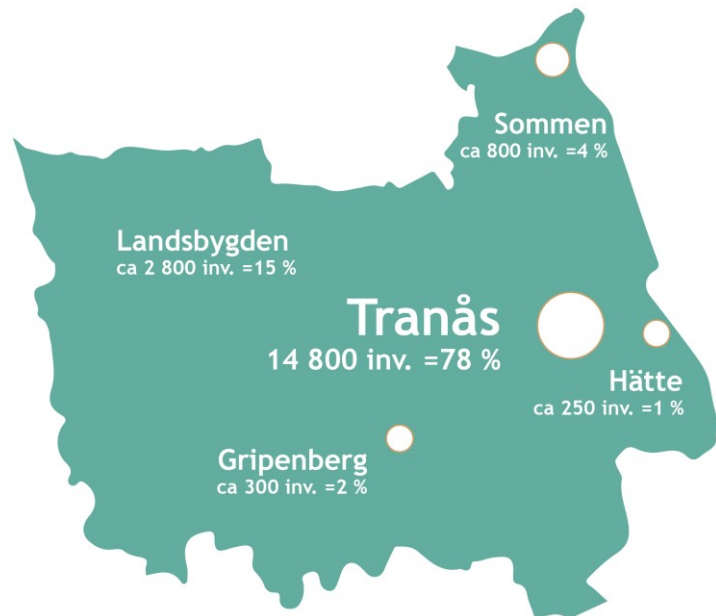 Sommen
ca 800 inv. =4 %
Landsbygden
ca 2 800 inv. =15 %
Tranås
14 800 inv. =78 %
Hätte
ca 250 inv. =1 %
Gripenberg
ca 300 inv. =2 %